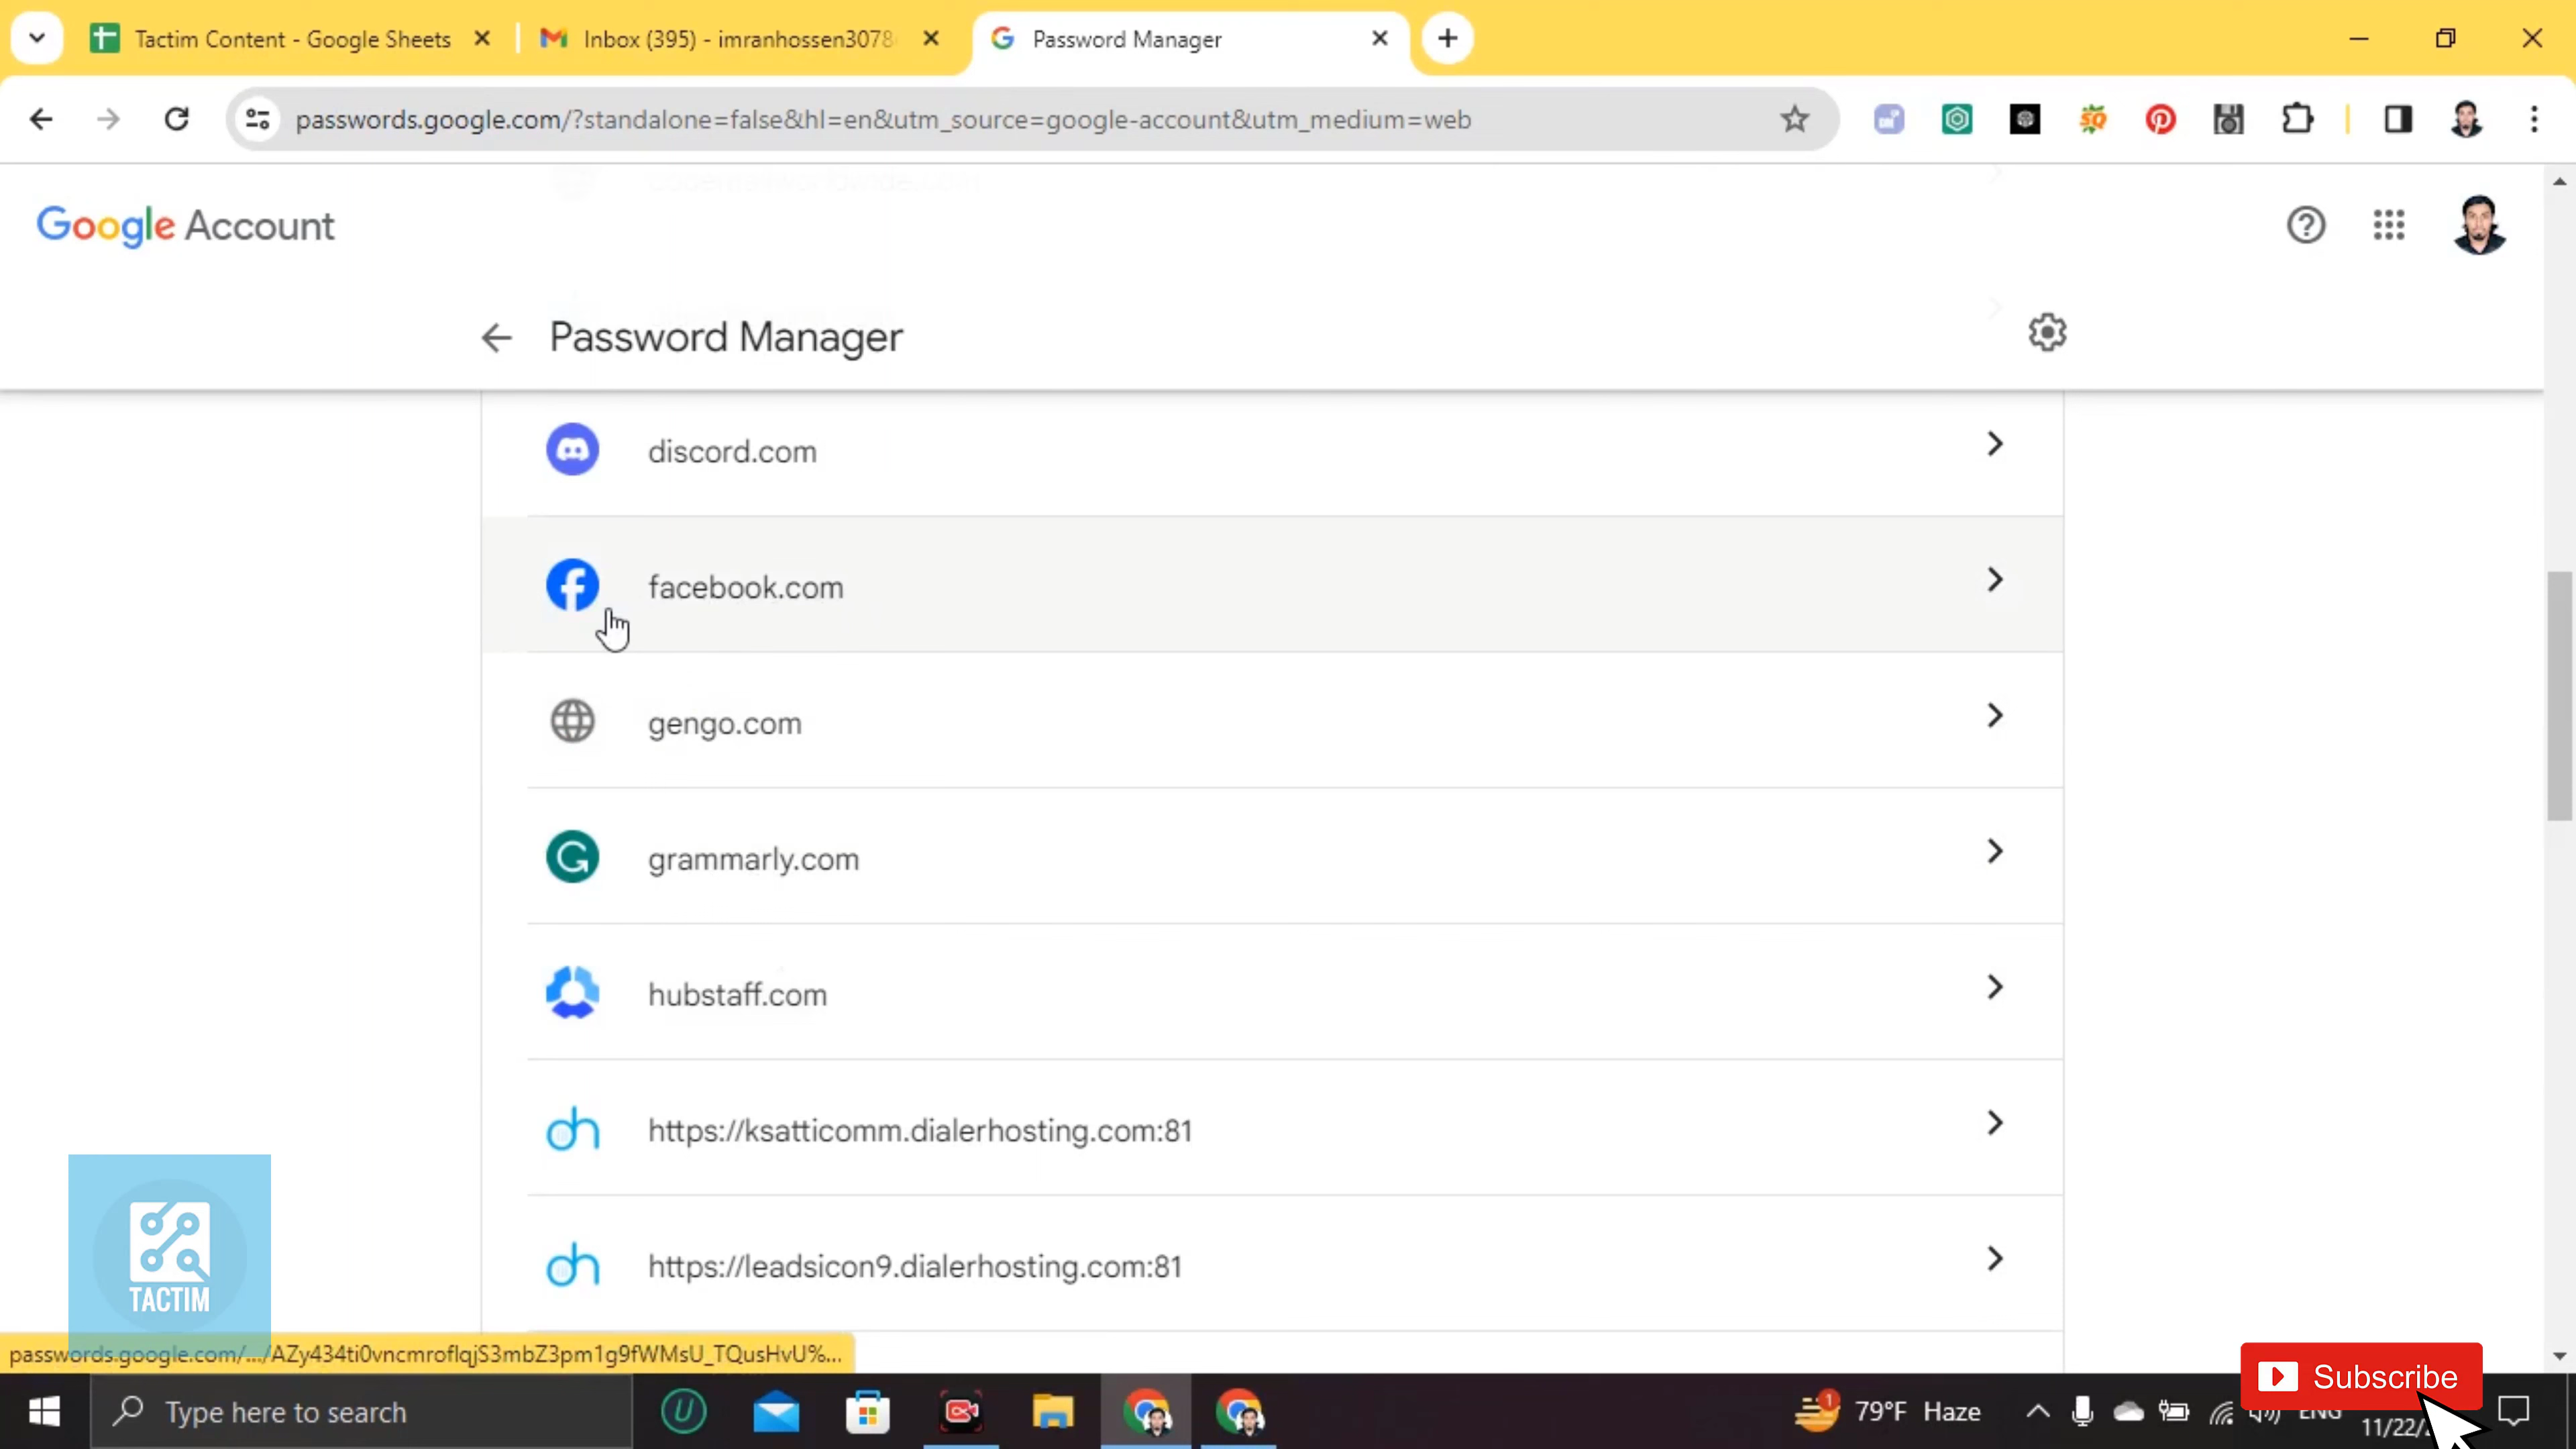 Tactim Content - Google Sheets
Inbox (395) - imranhossen3078
Password Manager
passwords.google.com/?standalone=false&hl=en&utm_source=google-account&utm_medium=web
Google Account
Password Manager
discord.com
facebook.com
gengo.com
grammarly.com
hubstaff.com
https://ksatticomm.dialerhosting.com:81
https://leadsicon9.dialerhosting.com:81
TACTIM
passwords.google.com/.../AZy434ti0vncmroflqjS3mbZ3pm1g9fWMsU_TQusHvU%...
Subscribe
Type here to search
1
79°F Haze
ENG
11/22/